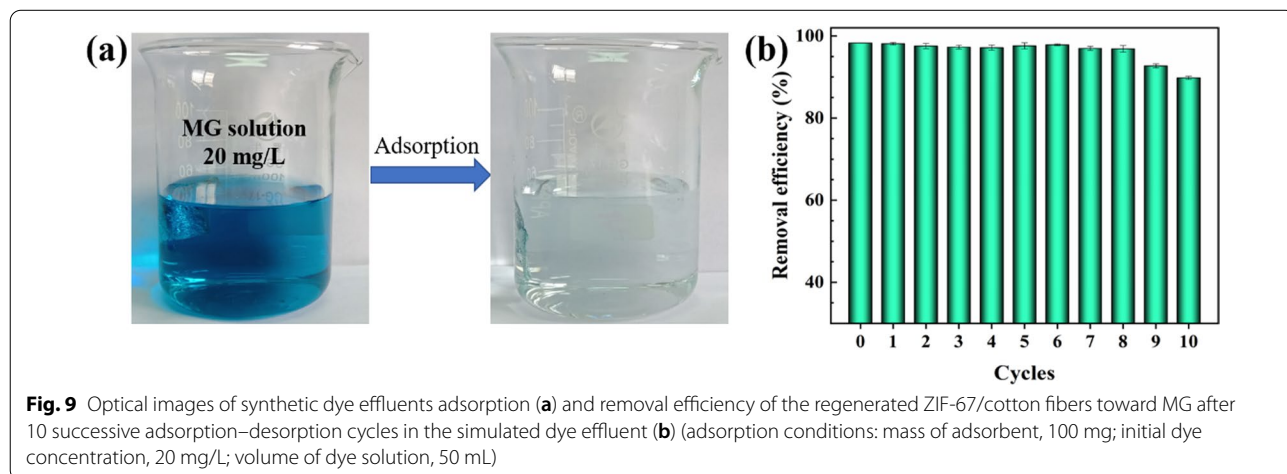 (a)
MG solution
20 mg/L
Adsorption
(b)
Removal efficiency (%)
100
80
60
40
0 1 2 3 4 5 6 7 8 9 10
Cycles
Fig. 9 Optical images of synthetic dye effluents adsorption (a) and removal efficiency of the regenerated ZIF-67/cotton fibers toward MG after
10 successive adsorption–desorption cycles in the simulated dye effluent (b) (adsorption conditions: mass of adsorbent, 100 mg; initial dye
concentration, 20 mg/L; volume of dye solution, 50 mL)